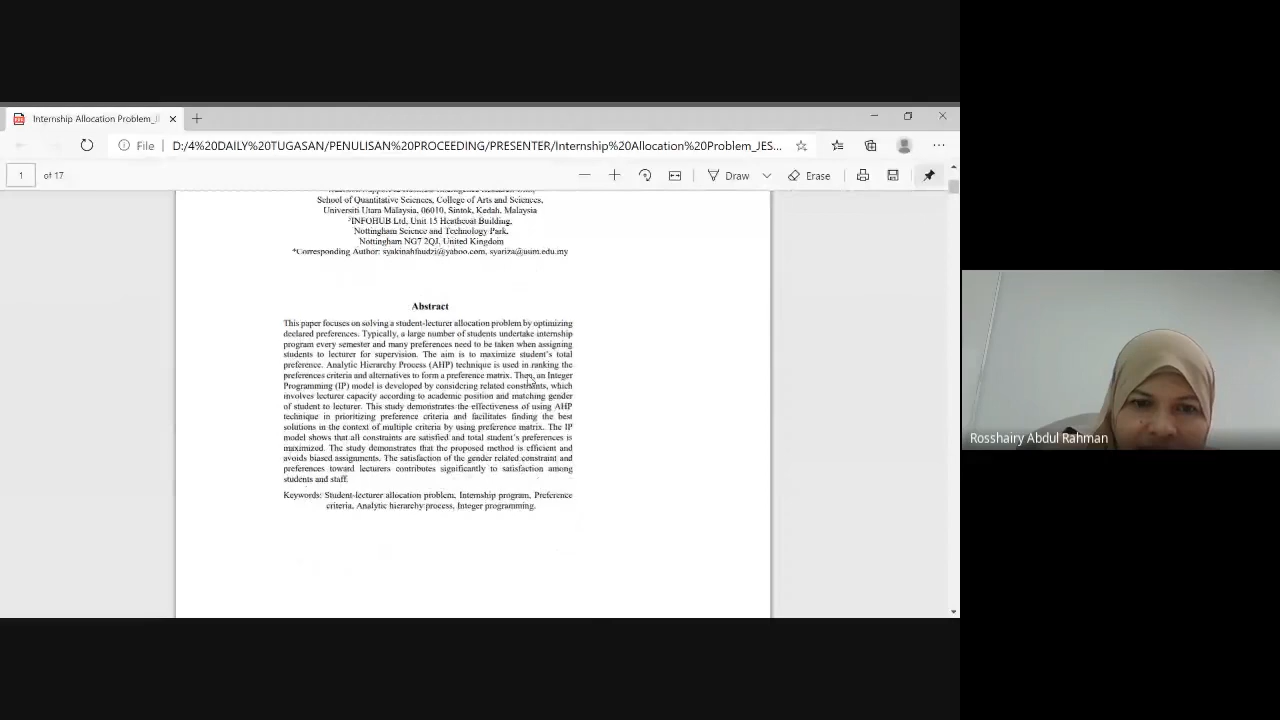 Internship Allocation Problem_JI
File
D:/4%20DAILY%20TUGASAN/PENULISAN%20PROCEEDING/PRESENTER/Internship%20Allocation%20Problem_JES...
1 of 17
Draw
Erase
School of Quantitative Sciences, College of Arts and Sciences,
Universiti Utara Malaysia, 06010, Sintok, Kedah, Malaysia
INFOHUB Ltd, Unit 15 Heathcoat Building,
Nottingham Science and Technology Park,
Nottingham NG7 2QJ, United Kingdom
*Corresponding Author: syakinahfaudzi@yahoo.com, syariza@uum.edu.my
Abstract
This paper focuses on solving a student-lecturer allocation problem by optimizing
declared preferences. Typically, a large number of students undertake internship
program every semester and many preferences need to be taken when assigning
students to lecturer for supervision. The aim is to maximize student's total
preference. Analytic Hierarchy Process (AHP) technique is used in ranking the
preferences criteria and alternatives to form a preference matrix. Then, an Integer
Programming (IP) model is developed by considering related constraints, which
involves lecturer capacity according to academic position and matching gender
of student to lecturer. This study demonstrates the effectiveness of using AHP
technique in prioritizing preference criteria and facilitates finding the best
solutions in the context of multiple criteria by using preference matrix. The IP
model shows that all constraints are satisfied and total student's preferences is
maximized. The study demonstrates that the proposed method is efficient and
avoids biased assignments. The satisfaction of the gender related constraint and
preferences toward lecturers contributes significantly to satisfaction among
students and staff.
Keywords: Student-lecturer allocation problem, Internship program, Preference
criteria, Analytic hierarchy process, Integer programming.
Rosshairy Abdul Rahman